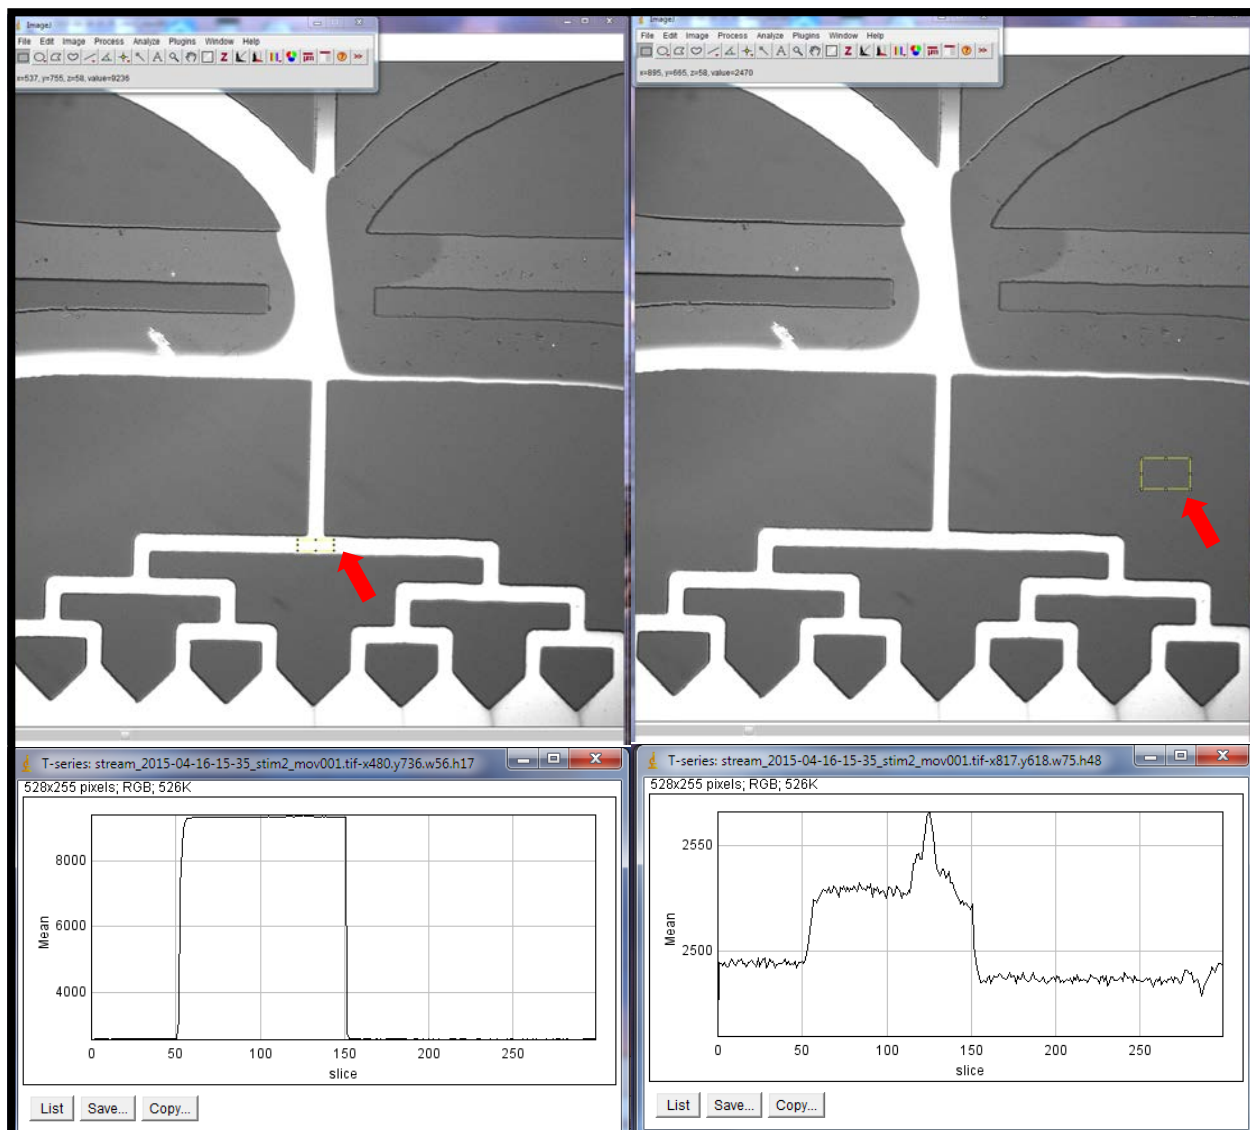 ImageJ
File Edit Image Process Analyze Plugins Window Help
x=537, y=755, z=58, value=9236
ImageJ
File Edit Image Process Analyze Plugins Window Help
x=895, y=665, z=58, value=2470
T-series: stream_2015-04-16-15-35_stim2_mov001.tif-x480.y736.w56.h17
528x255 pixels; RGB; 526K
8000
6000
4000
Mean
0 50 100 150 200 250
slice
List Save... Copy...
T-series: stream_2015-04-16-15-35_stim2_mov001.tif-x817.y618.w75.h48
528x255 pixels; RGB; 526K
2550
2500
Mean
0 50 100 150 200 250
slice
List Save... Copy...